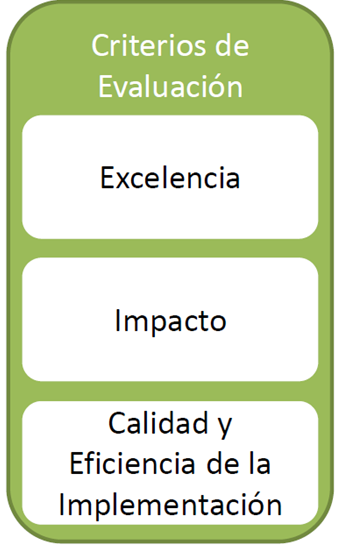 Criterios de
Evaluación
Excelencia
Impacto
Calidad y
Eficiencia de la
Implementación